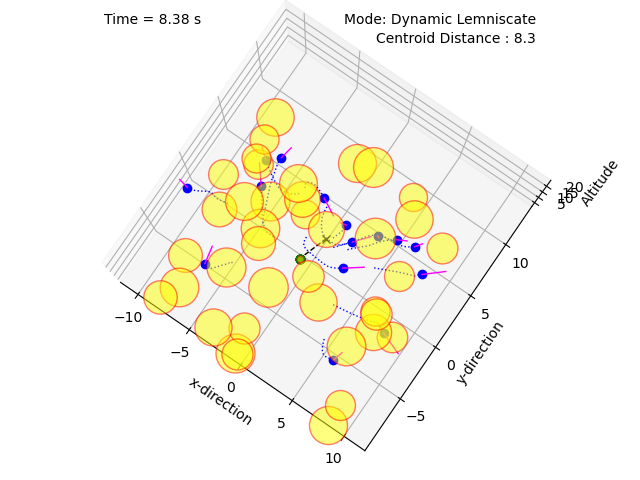 Time = 8.38 s
Mode: Dynamic Lemniscate
Centroid Distance : 8.3
20
15
10
5
Altitude
10
5
0
−5
y-direction
−10
−5
0
5
10
x-direction